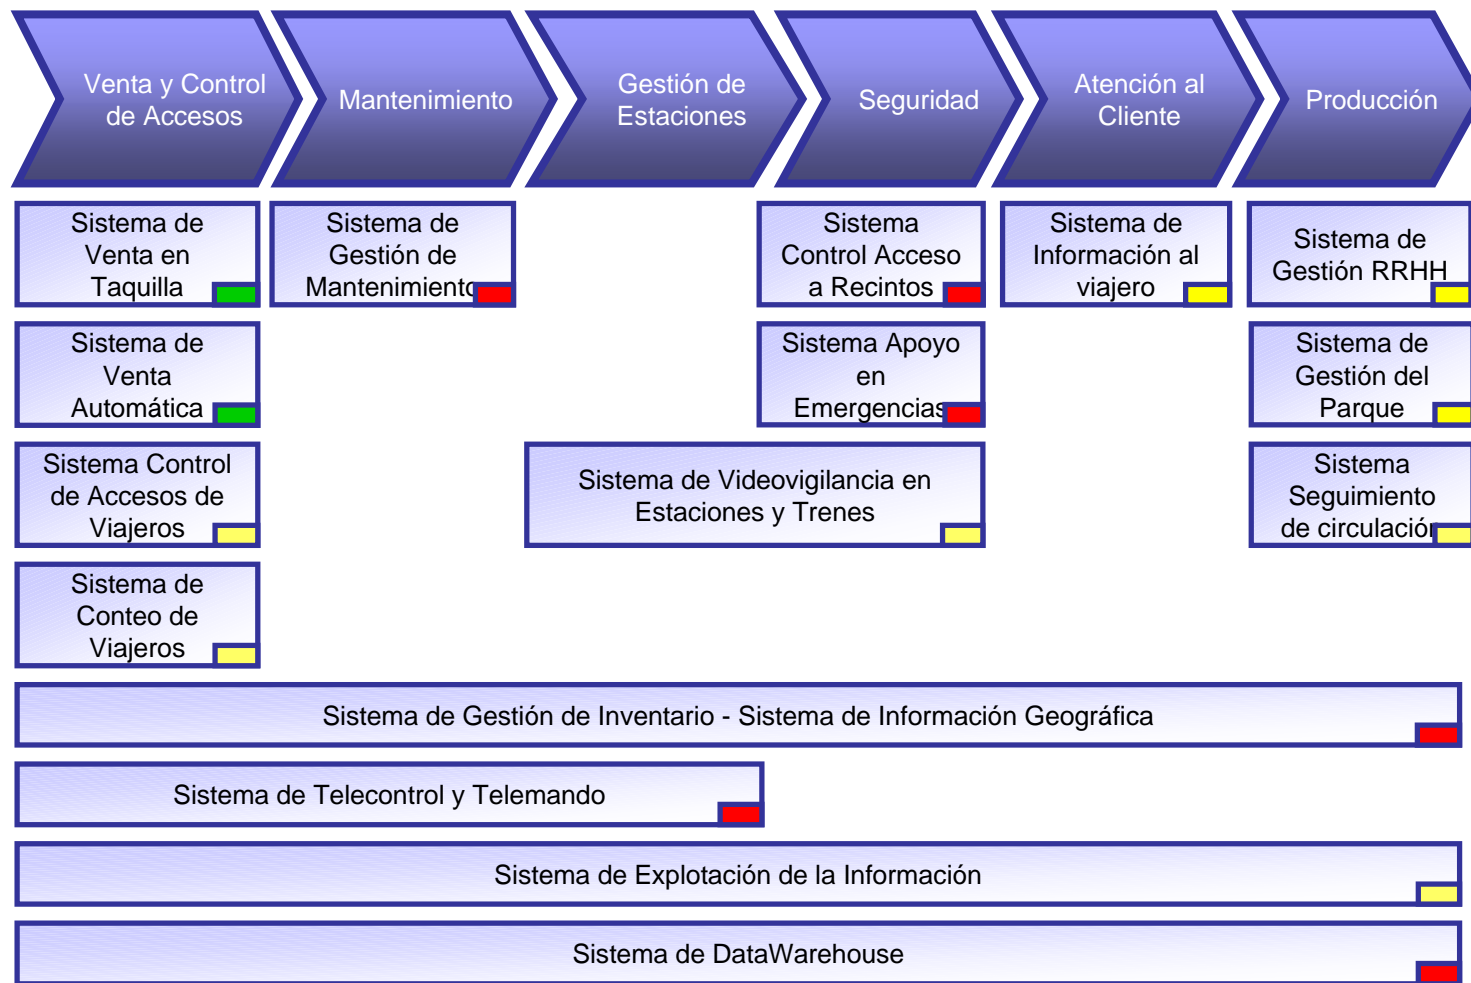 Venta y Control
de Accesos
Mantenimiento
Gestión de
Estaciones
Seguridad
Atención al
Cliente
Producción
Sistema de
Venta en
Taquilla
Sistema de
Gestión de
Mantenimiento
Sistema
Control Acceso
a Recintos
Sistema de
Información al
viajero
Sistema de
Gestión RRHH
Sistema de
Venta
Automática
Sistema Apoyo
en
Emergencias
Sistema de
Gestión del
Parque
Sistema Control
de Accesos de
Viajeros
Sistema de Videovigilancia en
Estaciones y Trenes
Sistema
Seguimiento
de circulación
Sistema de
Conteo de
Viajeros
Sistema de Gestión de Inventario - Sistema de Información Geográfica
Sistema de Telecontrol y Telemando
Sistema de Explotación de la Información
Sistema de DataWarehouse